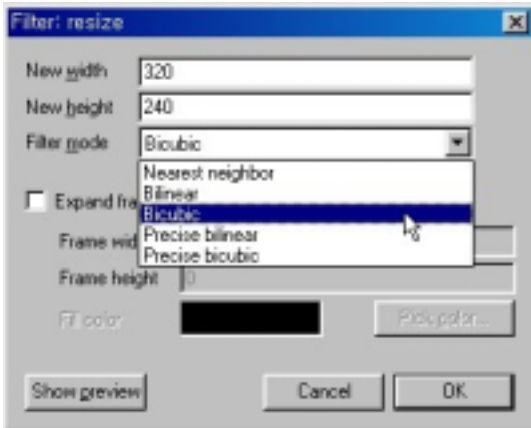 Filter: resize
New width 320
New height 240
Filter mode Bicubic
Nearest neighbor
Bilinear
Expand fra
Bicubic
Frame wid
Precise bilinear
Precise bicubic
Frame height 0
Fill color Pick color...
Show preview Cancel OK